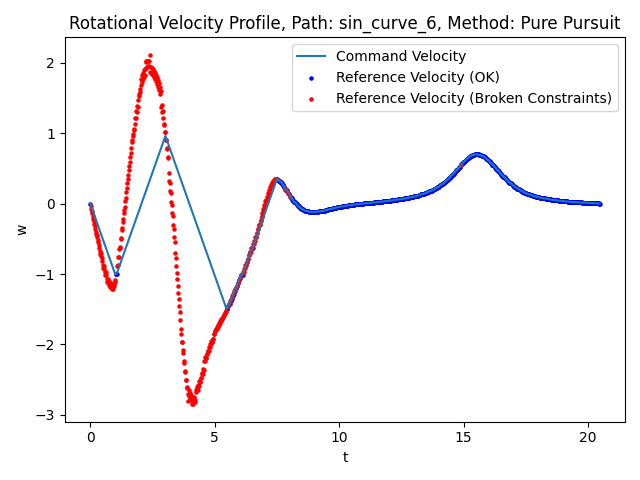 Rotational Velocity Profile, Path: sin_curve_6, Method: Pure Pursuit
Command Velocity
Reference Velocity (OK)
Reference Velocity (Broken Constraints)
2
1
0
−1
−2
−3
w
0
5
10
15
20
t